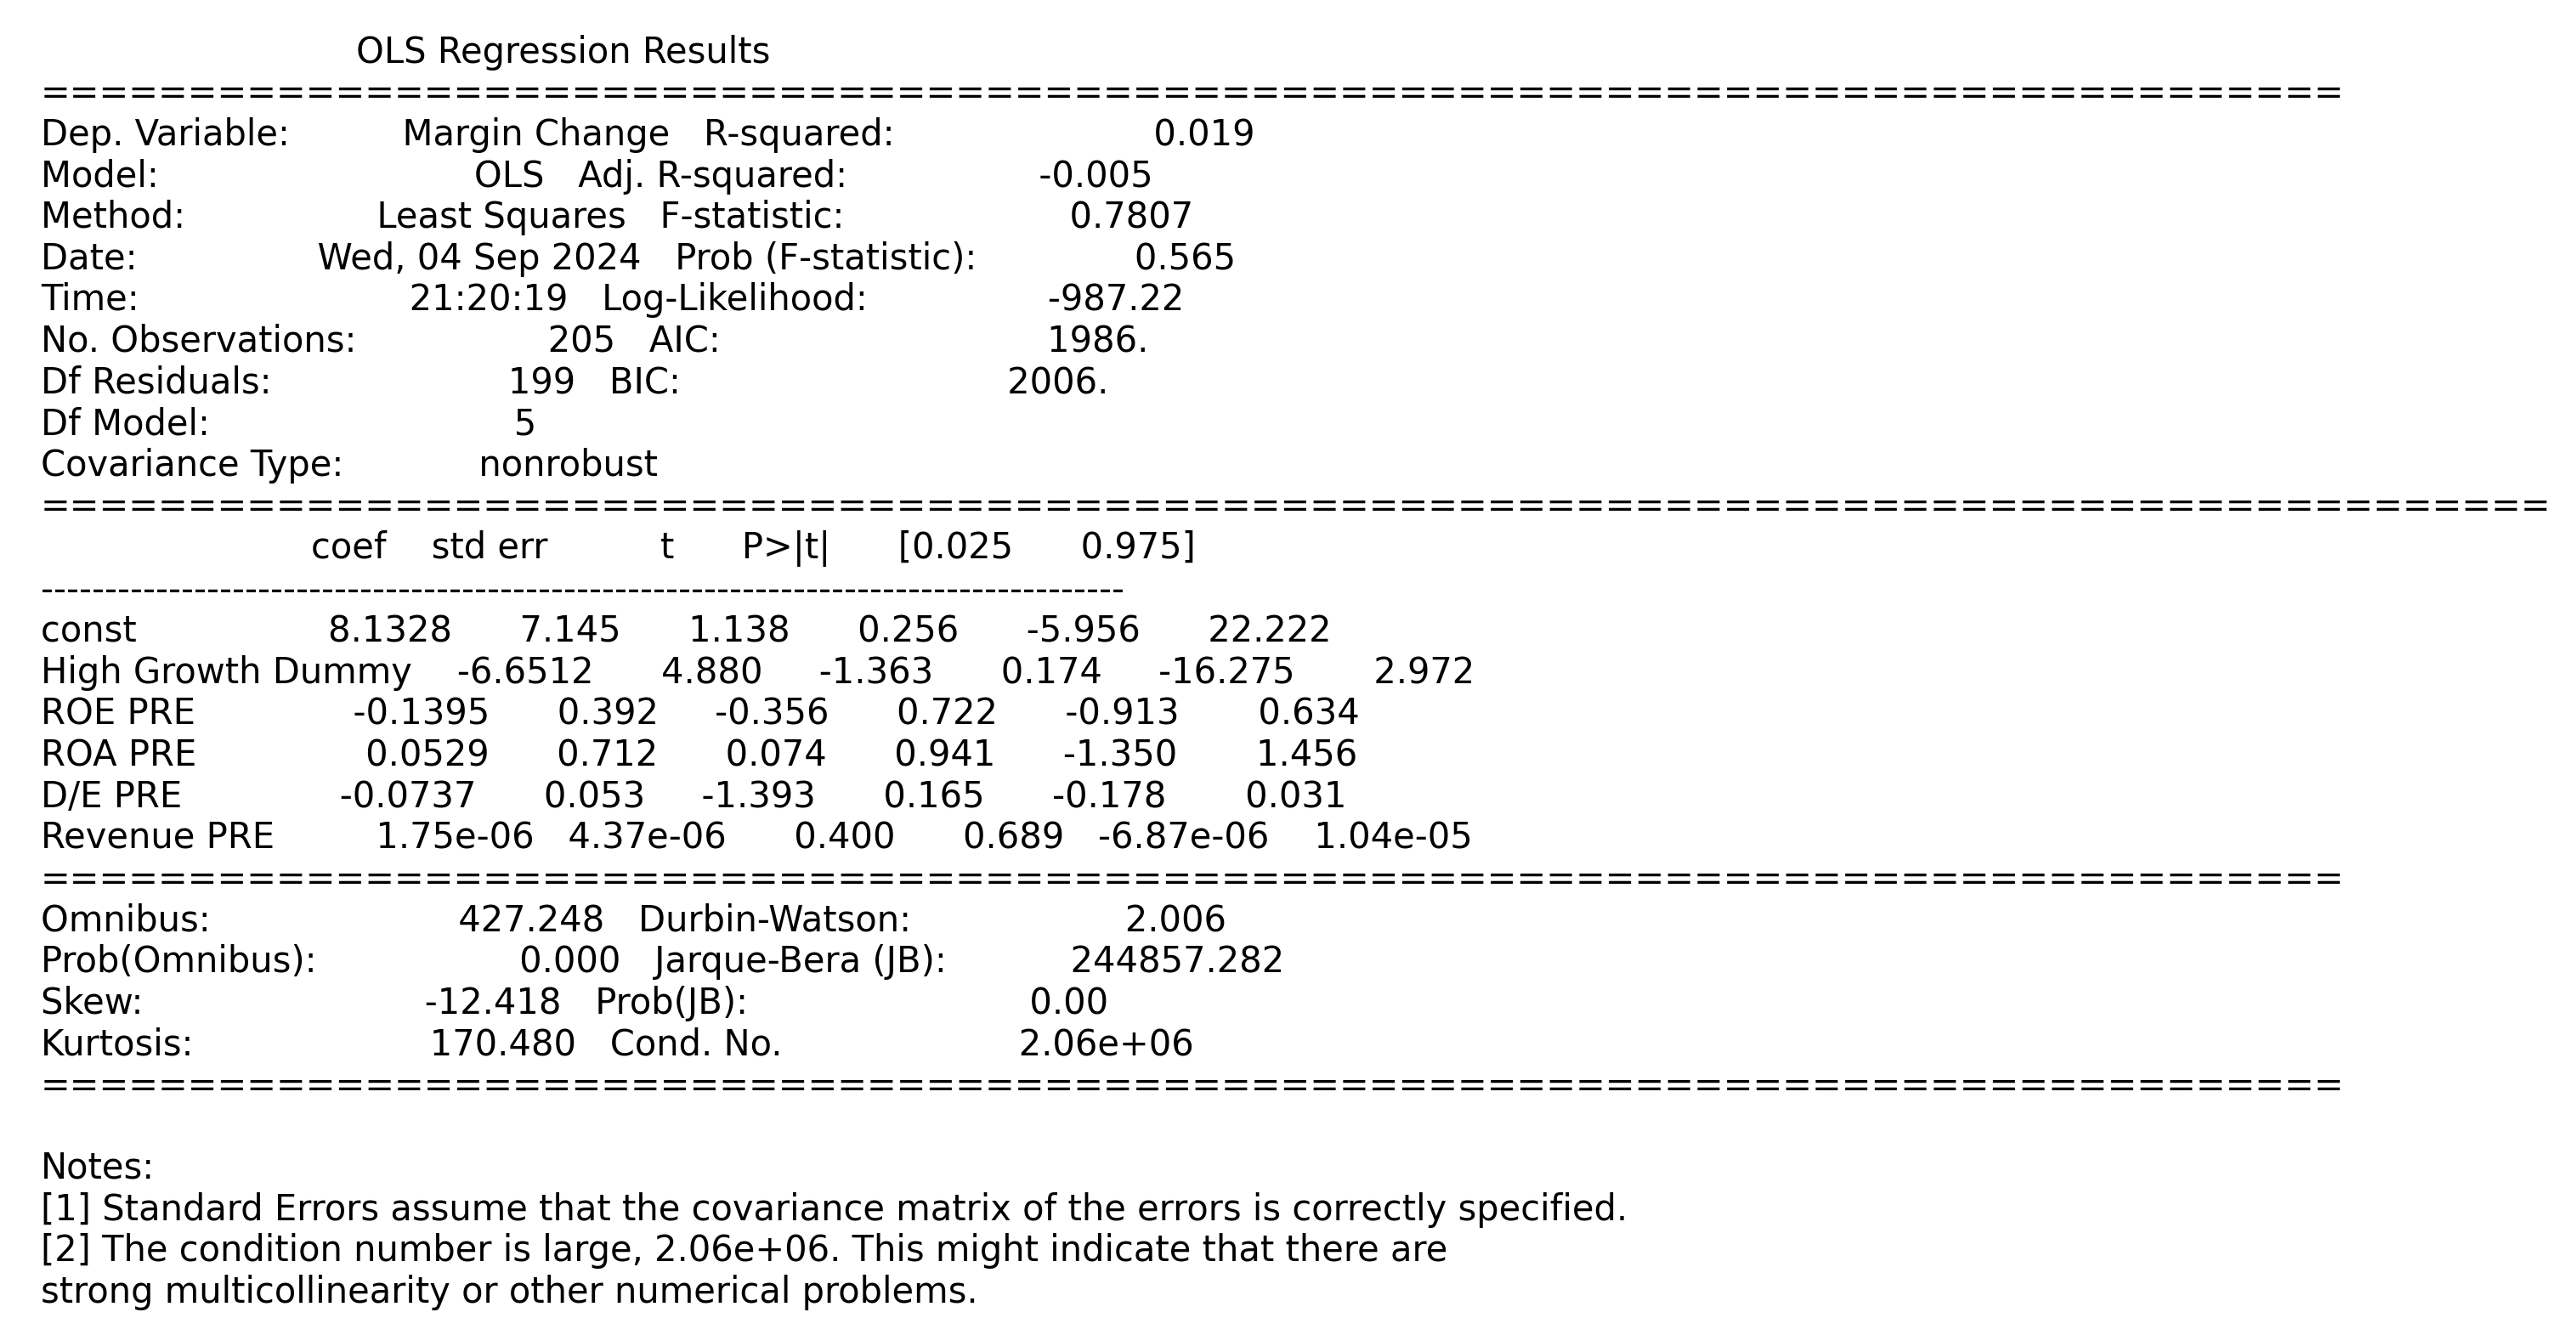 OLS Regression Results
==============================================================================
Dep. Variable: Margin Change R-squared: 0.019
Model: OLS Adj. R-squared: -0.005
Method: Least Squares F-statistic: 0.7807
Date: Wed, 04 Sep 2024 Prob (F-statistic): 0.565
Time: 21:20:19 Log-Likelihood: -987.22
No. Observations: 205 AIC: 1986.
Df Residuals: 199 BIC: 2006.
Df Model: 5
Covariance Type: nonrobust
=====================================================================================
coef std err t P>|t| [0.025 0.975]
-------------------------------------------------------------------------------------
const 8.1328 7.145 1.138 0.256 -5.956 22.222
High Growth Dummy -6.6512 4.880 -1.363 0.174 -16.275 2.972
ROE PRE -0.1395 0.392 -0.356 0.722 -0.913 0.634
ROA PRE 0.0529 0.712 0.074 0.941 -1.350 1.456
D/E PRE -0.0737 0.053 -1.393 0.165 -0.178 0.031
Revenue PRE 1.75e-06 4.37e-06 0.400 0.689 -6.87e-06 1.04e-05
==============================================================================
Omnibus: 427.248 Durbin-Watson: 2.006
Prob(Omnibus): 0.000 Jarque-Bera (JB): 244857.282
Skew: -12.418 Prob(JB): 0.00
Kurtosis: 170.480 Cond. No. 2.06e+06
==============================================================================
Notes:
[1] Standard Errors assume that the covariance matrix of the errors is correctly specified.
[2] The condition number is large, 2.06e+06. This might indicate that there are
strong multicollinearity or other numerical problems.